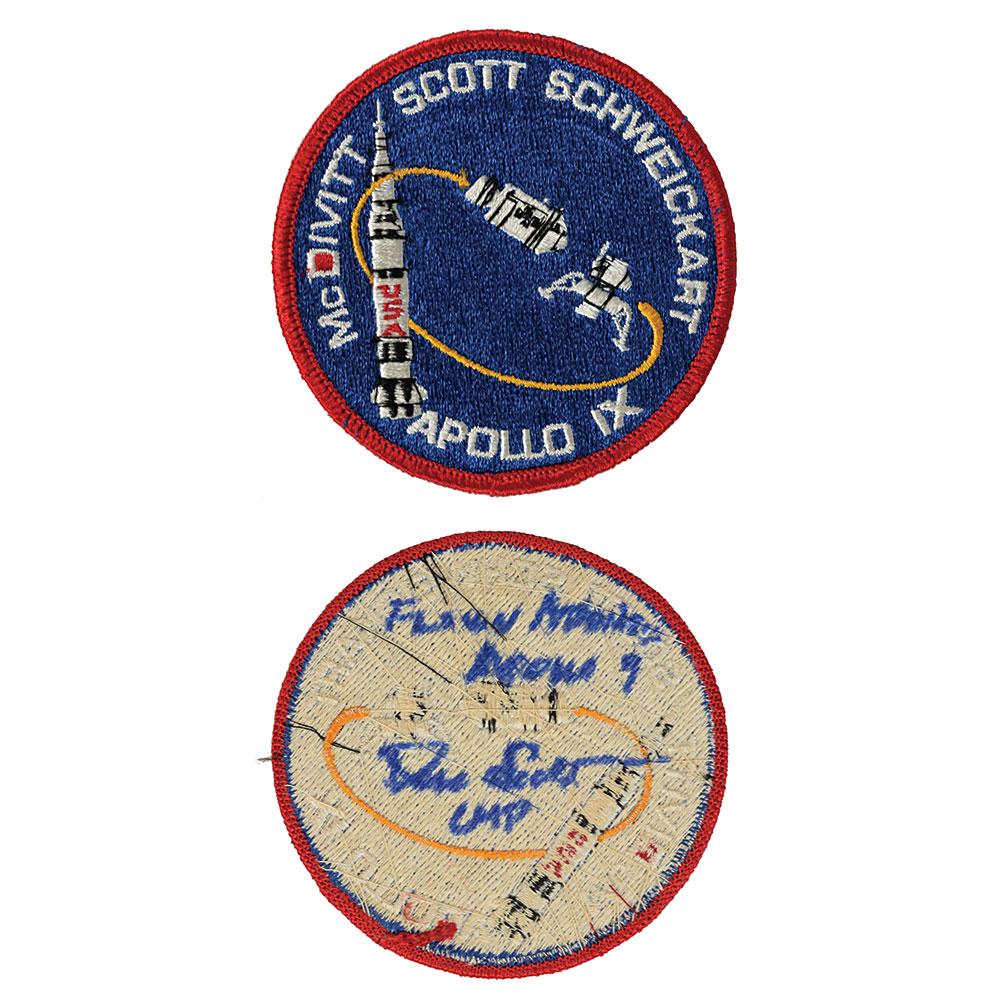 McDIVITT SCOTT SCHWEICKART
USA
APOLLO IX
FLOWN
APOLLO 9
Dave Scott
CMP